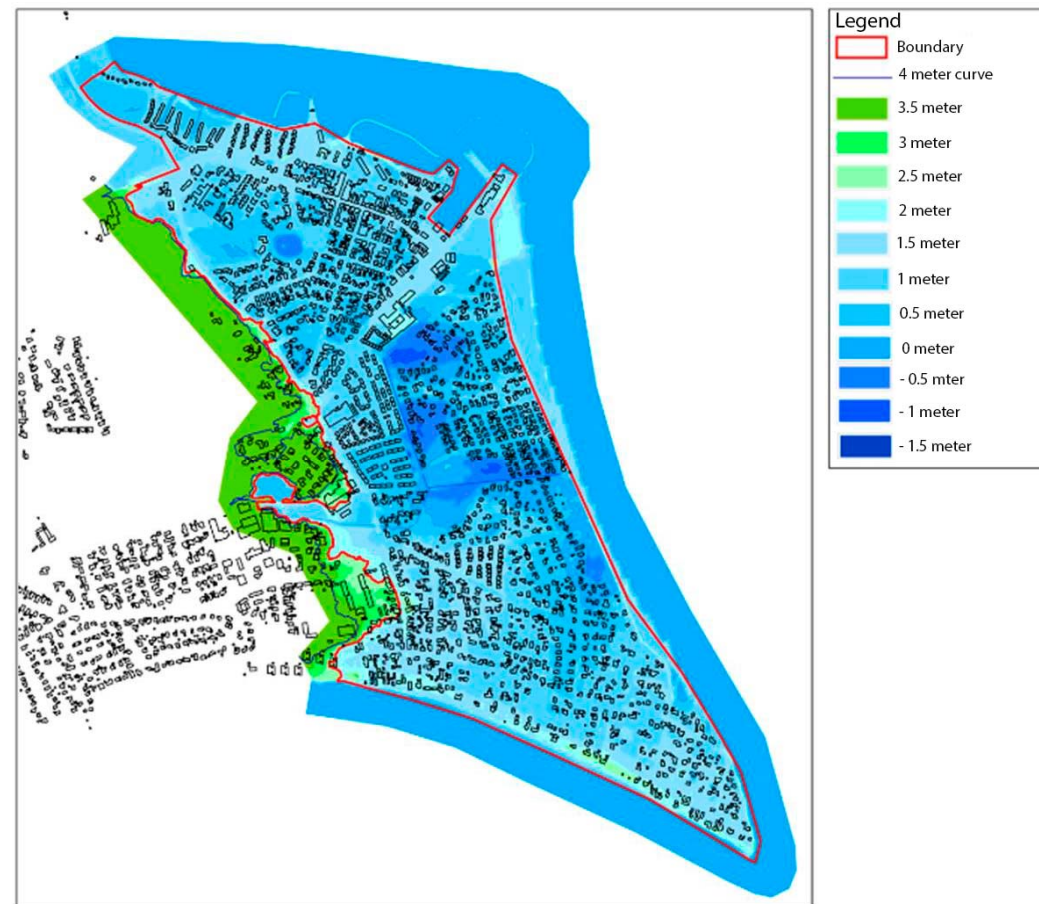 Legend
Boundary
4 meter curve
3.5 meter
3 meter
2.5 meter
2 meter
1.5 meter
1 meter
0.5 meter
0 meter
- 0.5 mter
- 1 meter
- 1.5 meter